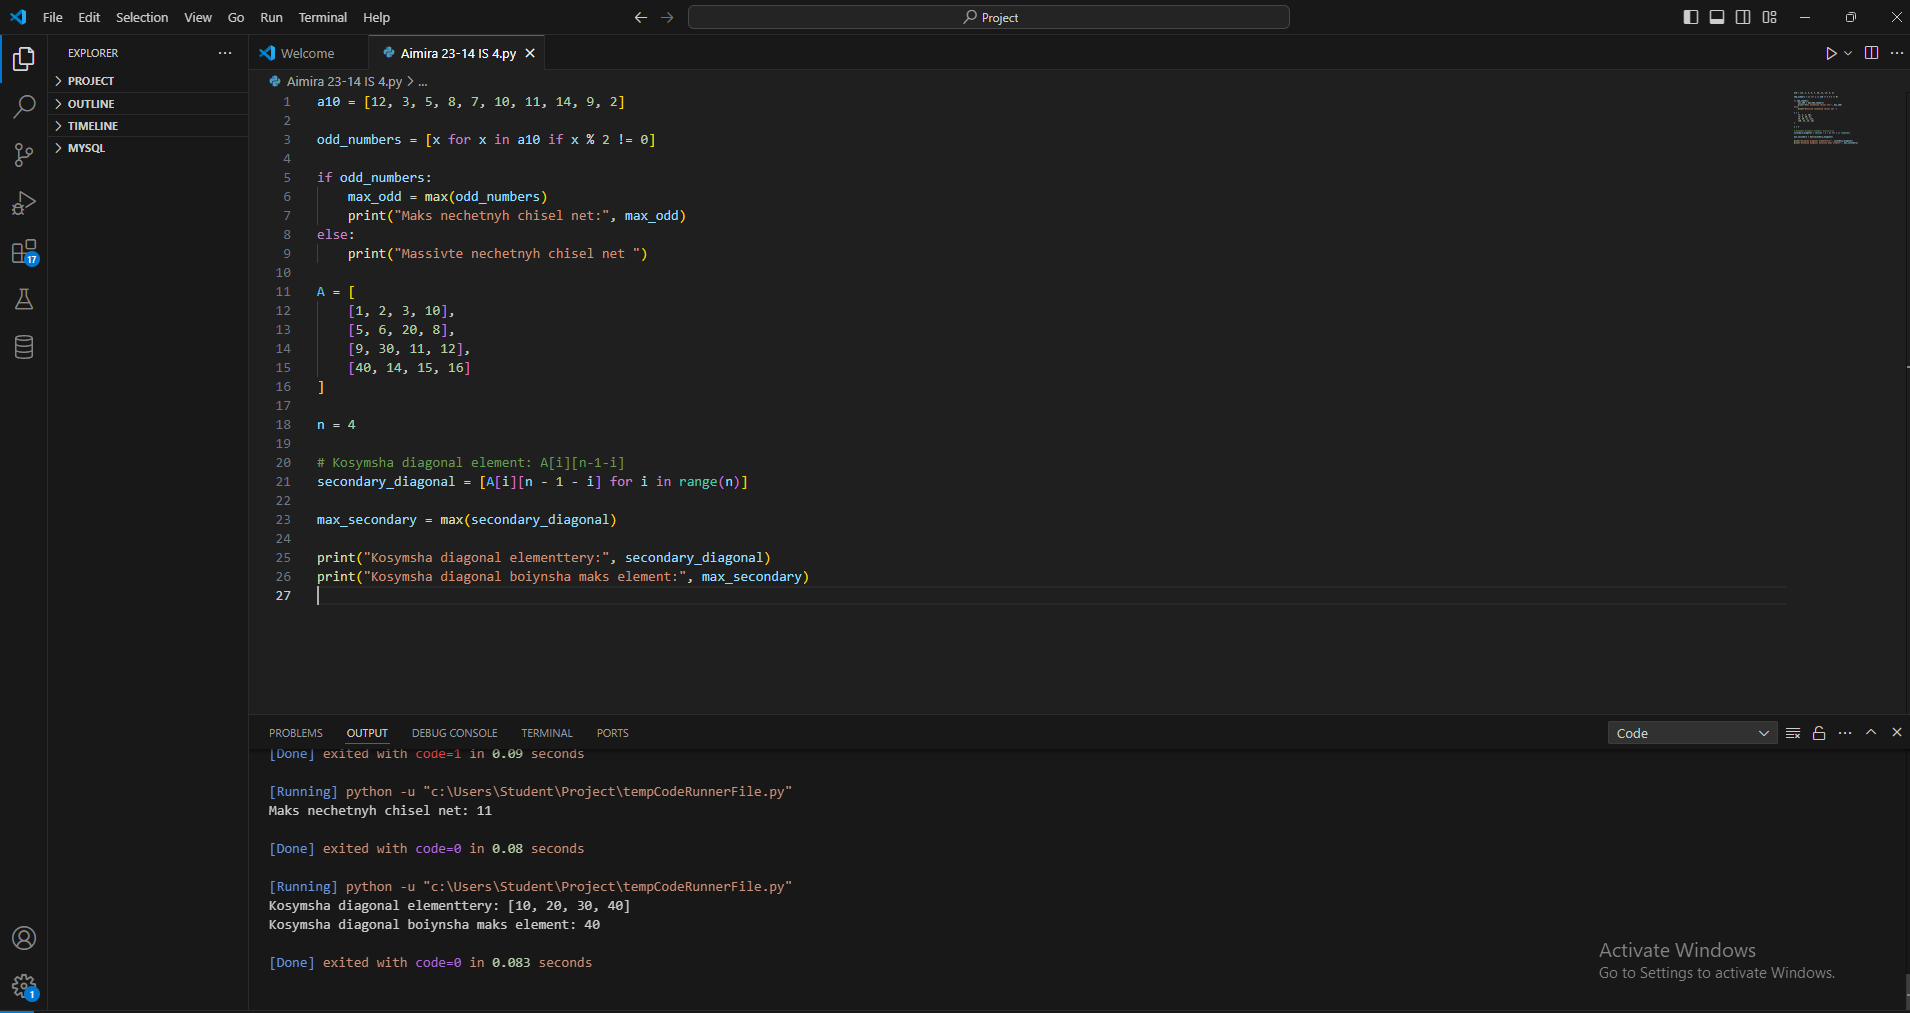 File Edit Selection View Go Run Terminal Help
Project
EXPLORER
PROJECT
OUTLINE
TIMELINE
MYSQL
17
1
Welcome
Aimira 23-14 IS 4.py
Aimira 23-14 IS 4.py > ...
1 a10 = [12, 3, 5, 8, 7, 10, 11, 14, 9, 2]
2
3 odd_numbers = [x for x in a10 if x % 2 != 0]
4
5 if odd_numbers:
6     max_odd = max(odd_numbers)
7     print("Maks nechetnyh chisel net:", max_odd)
8 else:
9     print("Massivte nechetnyh chisel net ")
10
11 A = [
12     [1, 2, 3, 10],
13     [5, 6, 20, 8],
14     [9, 30, 11, 12],
15     [40, 14, 15, 16]
16 ]
17
18 n = 4
19
20 # Kosymsha diagonal element: A[i][n-1-i]
21 secondary_diagonal = [A[i][n - 1 - i] for i in range(n)]
22
23 max_secondary = max(secondary_diagonal)
24
25 print("Kosymsha diagonal elementtery:", secondary_diagonal)
26 print("Kosymsha diagonal boiynsha maks element:", max_secondary)
27
PROBLEMS OUTPUT DEBUG CONSOLE TERMINAL PORTS
Code
[Done] exited with code=1 in 0.09 seconds
[Running] python -u "c:\Users\Student\Project\tempCodeRunnerFile.py"
Maks nechetnyh chisel net: 11
[Done] exited with code=0 in 0.08 seconds
[Running] python -u "c:\Users\Student\Project\tempCodeRunnerFile.py"
Kosymsha diagonal elementtery: [10, 20, 30, 40]
Kosymsha diagonal boiynsha maks element: 40
[Done] exited with code=0 in 0.083 seconds
Activate Windows
Go to Settings to activate Windows.